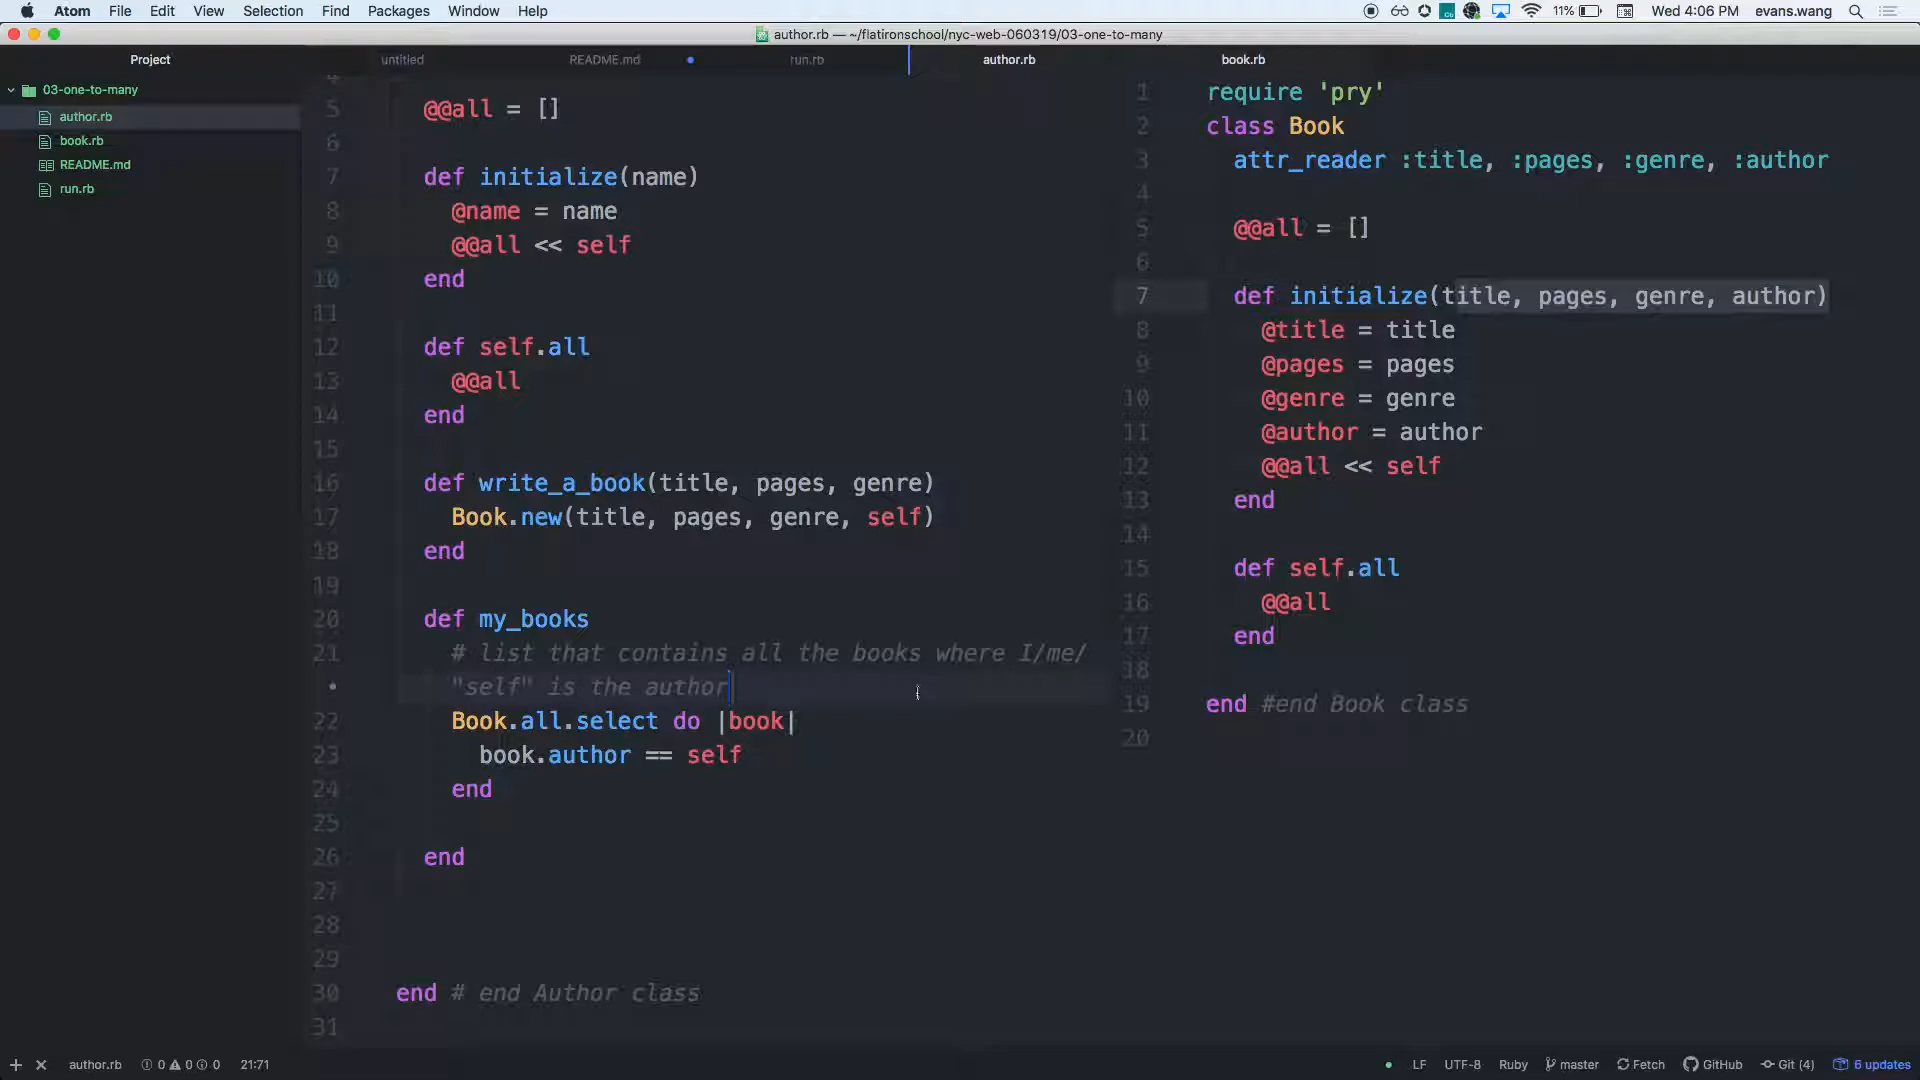 Atom File Edit View Selection Find Packages Window Help 11% Wed 4:06 PM evans.wang
author.rb — ~/flatironschool/nyc-web-060319/03-one-to-many
Project
03-one-to-many
author.rb
book.rb
README.md
run.rb
untitled README.md run.rb author.rb book.rb
5 @@all = []
6
7 def initialize(name)
8 @name = name
9 @@all << self
10 end
11
12 def self.all
13 @@all
14 end
15
16 def write_a_book(title, pages, genre)
17 Book.new(title, pages, genre, self)
18 end
19
20 def my_books
21 # list that contains all the books where I/me/
• "self" is the author
22 Book.all.select do |book|
23 book.author == self
24 end
25
26 end
27
28
29
30 end # end Author class
31
1 require 'pry'
2 class Book
3 attr_reader :title, :pages, :genre, :author
4
5 @@all = []
6
7 def initialize(title, pages, genre, author)
8 @title = title
9 @pages = pages
10 @genre = genre
11 @author = author
12 @@all << self
13 end
14
15 def self.all
16 @@all
17 end
18
19 end #end Book class
20
author.rb 0 0 0 21:71 LF UTF-8 Ruby master Fetch GitHub Git (4) 6 updates